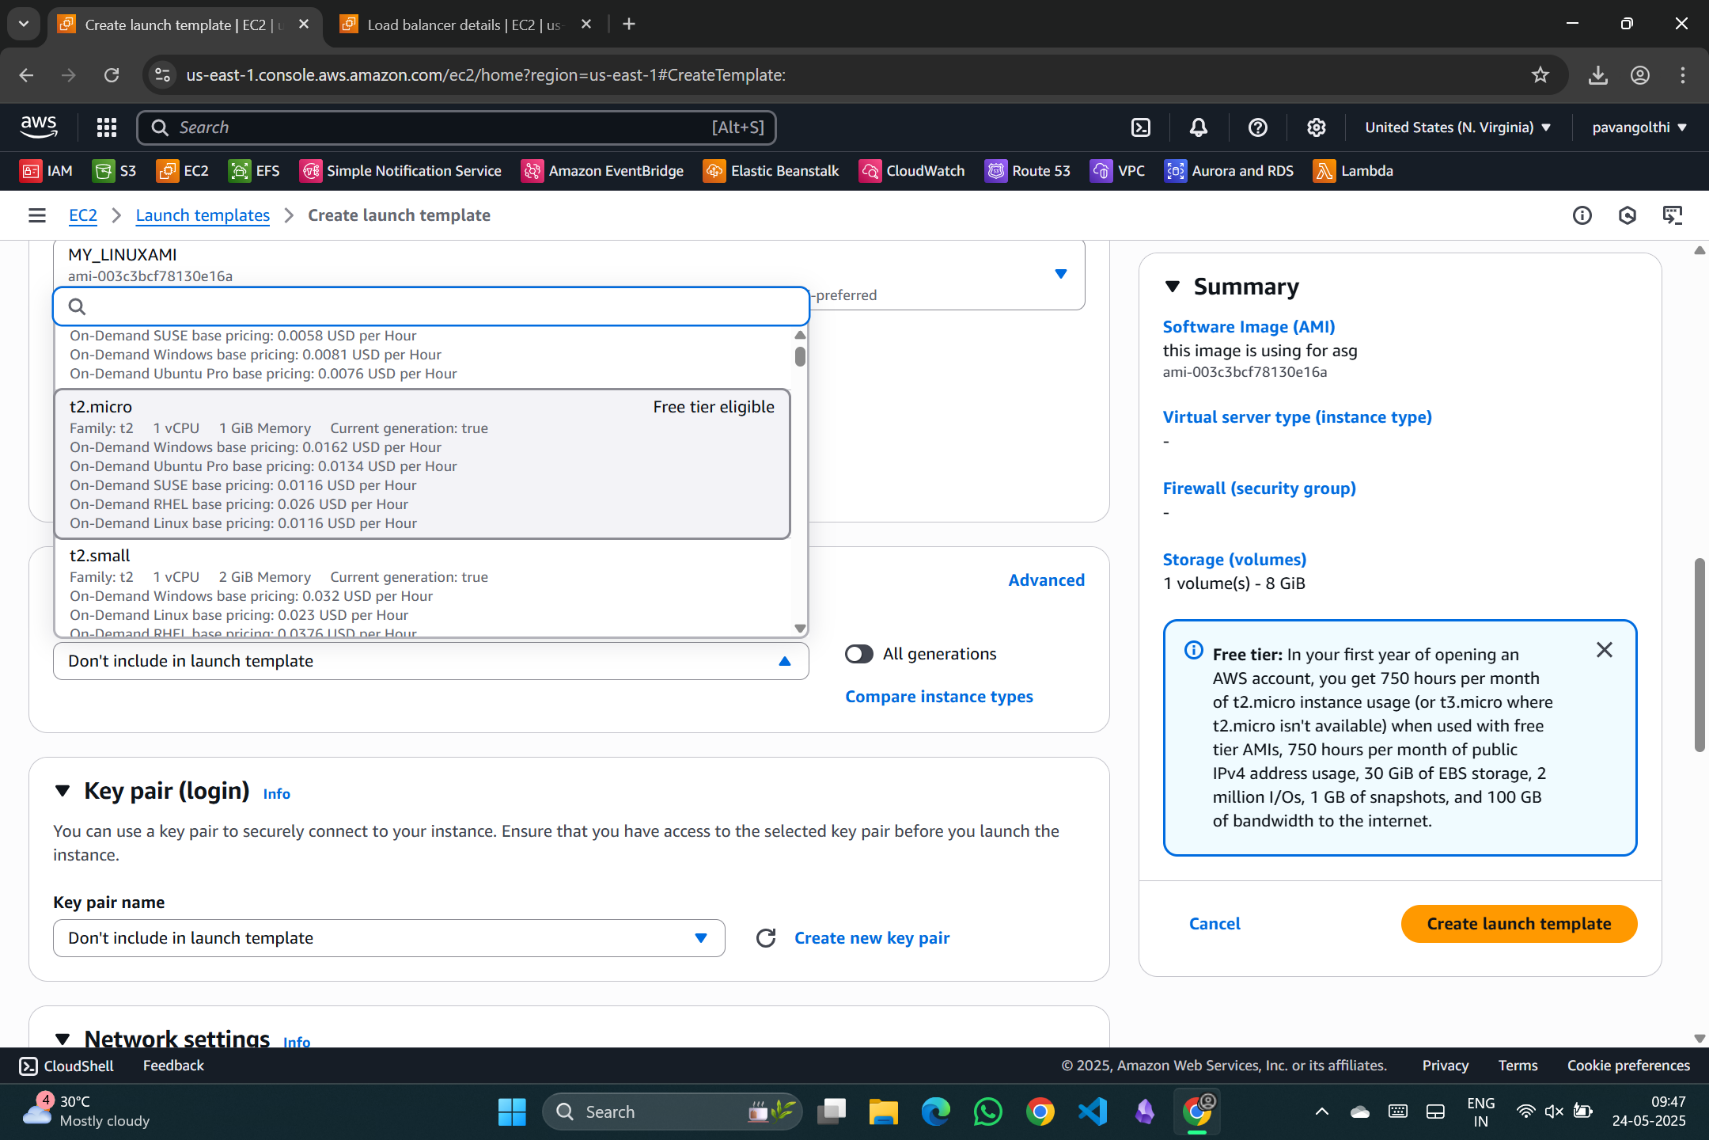 Create launch template | EC2 | u
Load balancer details | EC2 | us-
us-east-1.console.aws.amazon.com/ec2/home?region=us-east-1#CreateTemplate:
aws
Search
[Alt+S]
United States (N. Virginia)
pavangolthi
IAM
S3
EC2
EFS
Simple Notification Service
Amazon EventBridge
Elastic Beanstalk
CloudWatch
Route 53
VPC
Aurora and RDS
Lambda
EC2
Launch templates
Create launch template
MY_LINUXAMI
ami-003c3bcf78130e16a
-preferred
On-Demand SUSE base pricing: 0.0058 USD per Hour
On-Demand Windows base pricing: 0.0081 USD per Hour
On-Demand Ubuntu Pro base pricing: 0.0076 USD per Hour
t2.micro
Free tier eligible
Family: t2 1 vCPU 1 GiB Memory Current generation: true
On-Demand Windows base pricing: 0.0162 USD per Hour
On-Demand Ubuntu Pro base pricing: 0.0134 USD per Hour
On-Demand SUSE base pricing: 0.0116 USD per Hour
On-Demand RHEL base pricing: 0.026 USD per Hour
On-Demand Linux base pricing: 0.0116 USD per Hour
t2.small
Family: t2 1 vCPU 2 GiB Memory Current generation: true
On-Demand Windows base pricing: 0.032 USD per Hour
On-Demand Linux base pricing: 0.023 USD per Hour
On-Demand RHEL base pricing: 0.0376 USD per Hour
Advanced
Don't include in launch template
All generations
Compare instance types
Key pair (login) Info
You can use a key pair to securely connect to your instance. Ensure that you have access to the selected key pair before you launch the
instance.
Key pair name
Don't include in launch template
Create new key pair
Network settings Info
Summary
Software Image (AMI)
this image is using for asg
ami-003c3bcf78130e16a
Virtual server type (instance type)
-
Firewall (security group)
-
Storage (volumes)
1 volume(s) - 8 GiB
Free tier: In your first year of opening an
AWS account, you get 750 hours per month
of t2.micro instance usage (or t3.micro where
t2.micro isn't available) when used with free
tier AMIs, 750 hours per month of public
IPv4 address usage, 30 GiB of EBS storage, 2
million I/Os, 1 GB of snapshots, and 100 GB
of bandwidth to the internet.
Cancel
Create launch template
CloudShell
Feedback
© 2025, Amazon Web Services, Inc. or its affiliates.
Privacy
Terms
Cookie preferences
4
30°C
Mostly cloudy
Search
ENG
IN
09:47
24-05-2025